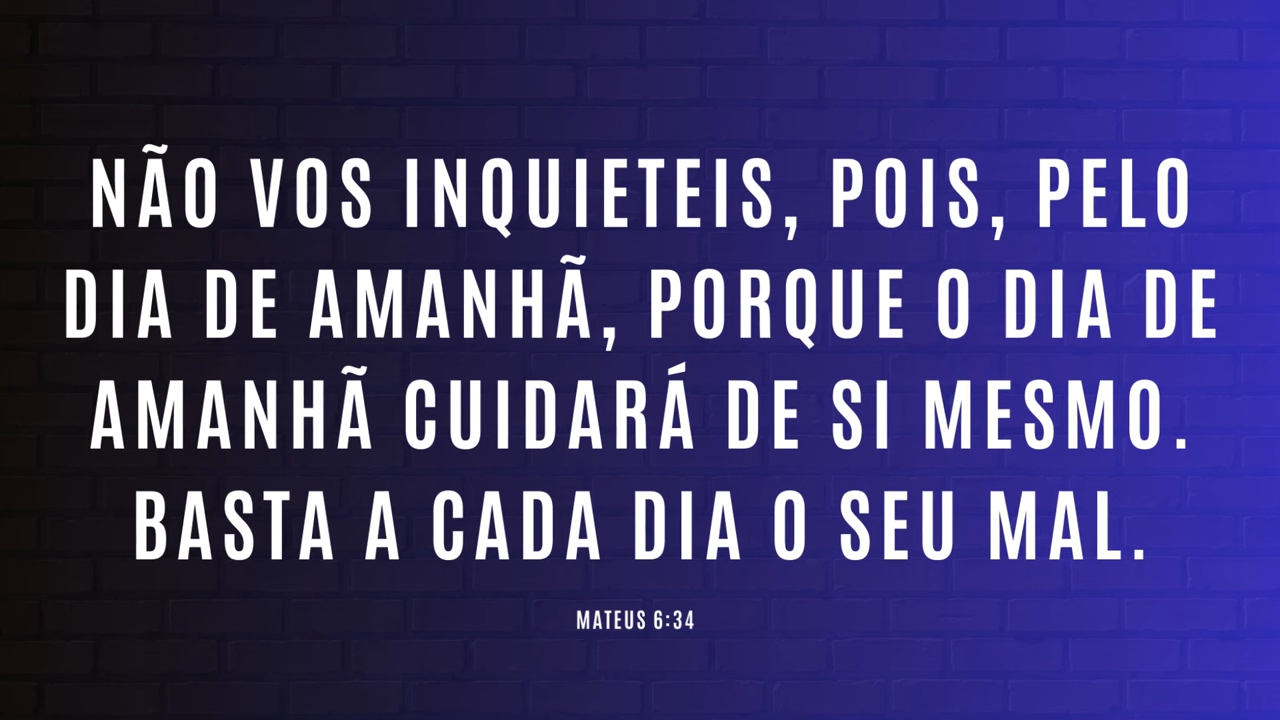 NÃO VOS INQUIETEIS, POIS, PELO
DIA DE AMANHÃ, PORQUE O DIA DE
AMANHÃ CUIDARÁ DE SI MESMO.
BASTA A CADA DIA O SEU MAL.
MATEUS 6:34